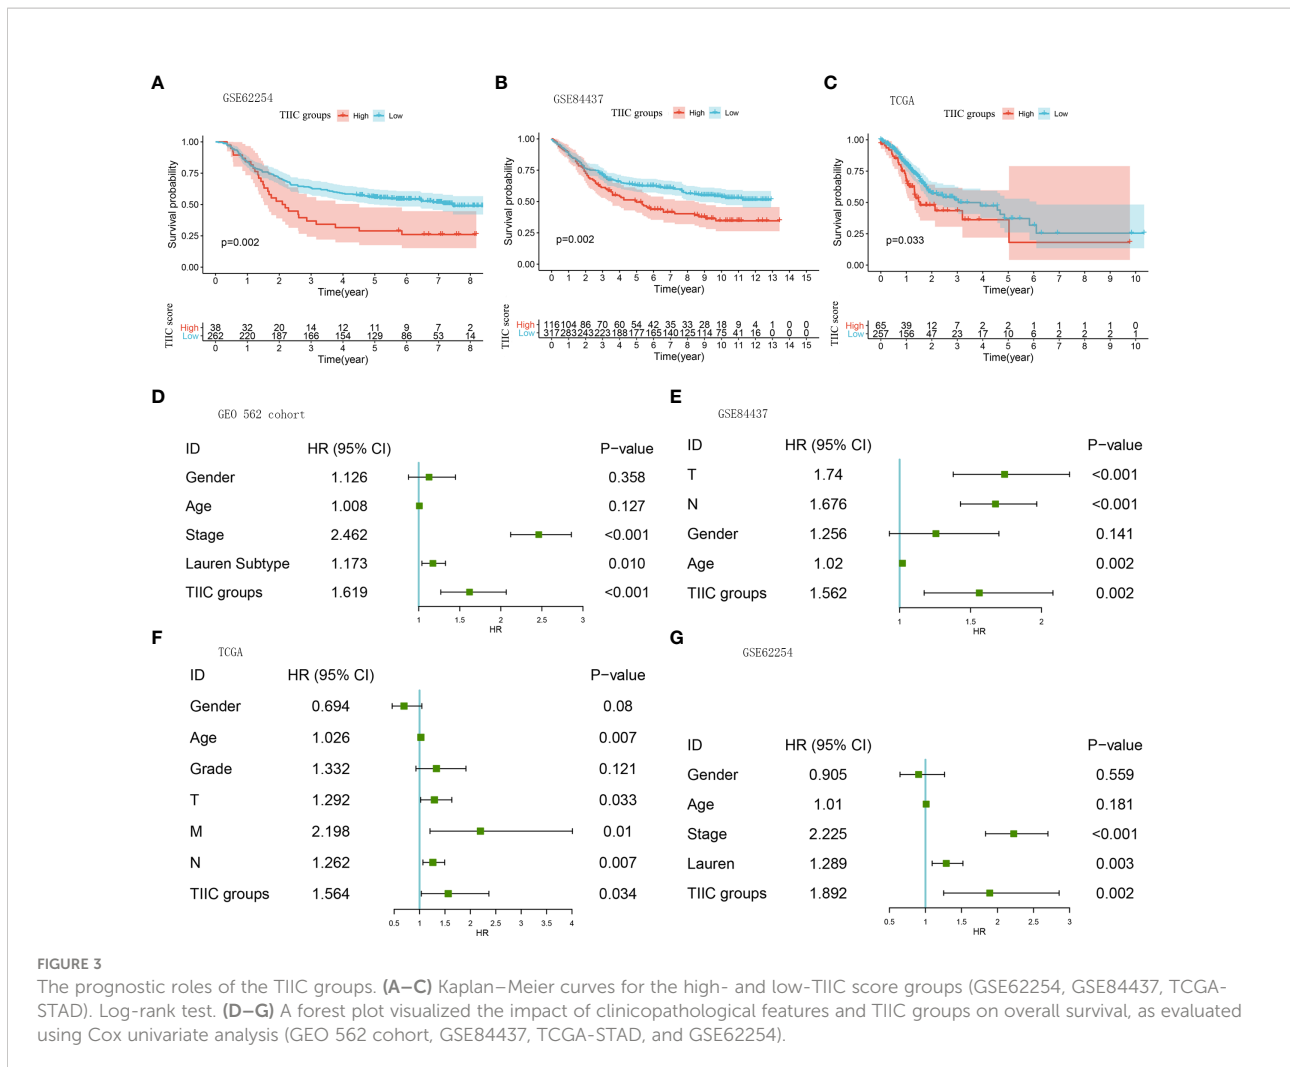 A
GSE62254
TIIC groups High Low
Survival probability
1.00
0.75
0.50
0.25
0.00
p=0.002
0 1 2 3 4 5 6 7 8
Time(year)
TIIC score
High 38 32 20 14 12 11 9 7 2
Low 262 220 187 166 154 129 86 53 14
0 1 2 3 4 5 6 7 8
Time(year)
B
GSE84437
TIIC groups High Low
Survival probability
1.00
0.75
0.50
0.25
0.00
p=0.002
0 1 2 3 4 5 6 7 8 9 10 11 12 13 14 15
Time(year)
TIIC score
High 116 104 86 70 60 54 42 35 33 28 18 9 4 1 0 0
Low 317 283 243 223 188 177 165 140 125 114 75 41 16 0 0 0
0 1 2 3 4 5 6 7 8 9 10 11 12 13 14 15
Time(year)
C
TCGA
TIIC groups High Low
Survival probability
1.00
0.75
0.50
0.25
0.00
p=0.033
0 1 2 3 4 5 6 7 8 9 10
Time(year)
TIIC score
High 65 39 12 7 2 2 1 1 1 1 0
Low 257 156 47 23 17 10 6 2 2 2 1
0 1 2 3 4 5 6 7 8 9 10
Time(year)
D
GEO 562 cohort
ID HR (95% CI) P−value
Gender 1.126 0.358
Age 1.008 0.127
Stage 2.462 <0.001
Lauren Subtype 1.173 0.010
TIIC groups 1.619 <0.001
1 1.5 2 2.5 3
HR
E
GSE84437
ID HR (95% CI) P−value
T 1.74 <0.001
N 1.676 <0.001
Gender 1.256 0.141
Age 1.02 0.002
TIIC groups 1.562 0.002
1 1.5 2
HR
F
TCGA
ID HR (95% CI) P−value
Gender 0.694 0.08
Age 1.026 0.007
Grade 1.332 0.121
T 1.292 0.033
M 2.198 0.01
N 1.262 0.007
TIIC groups 1.564 0.034
0.5 1 1.5 2 2.5 3 3.5 4
HR
G
GSE62254
ID HR (95% CI) P−value
Gender 0.905 0.559
Age 1.01 0.181
Stage 2.225 <0.001
Lauren 1.289 0.003
TIIC groups 1.892 0.002
0.5 1 1.5 2 2.5 3
HR
FIGURE 3
The prognostic roles of the TIIC groups. (A–C) Kaplan–Meier curves for the high- and low-TIIC score groups (GSE62254, GSE84437, TCGA-
STAD). Log-rank test. (D–G) A forest plot visualized the impact of clinicopathological features and TIIC groups on overall survival, as evaluated
using Cox univariate analysis (GEO 562 cohort, GSE84437, TCGA-STAD, and GSE62254).